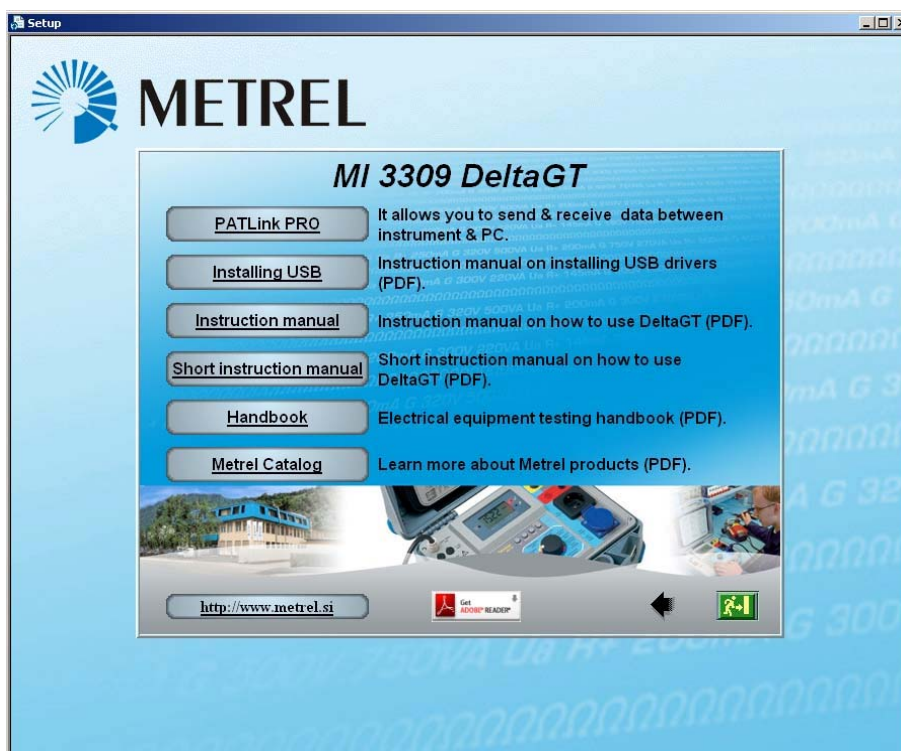 Setup
METREL
MI 3309 DeltaGT
PATLink PRO
It allows you to send & receive data between
instrument & PC.
Installing USB
Instruction manual on installing USB drivers
(PDF).
Instruction manual
Instruction manual on how to use DeltaGT (PDF).
Short instruction manual
Short instruction manual on how to use
DeltaGT (PDF).
Handbook
Electrical equipment testing handbook (PDF).
Metrel Catalog
Learn more about Metrel products (PDF).
http://www.metrel.si
Get
ADOBE® READER®